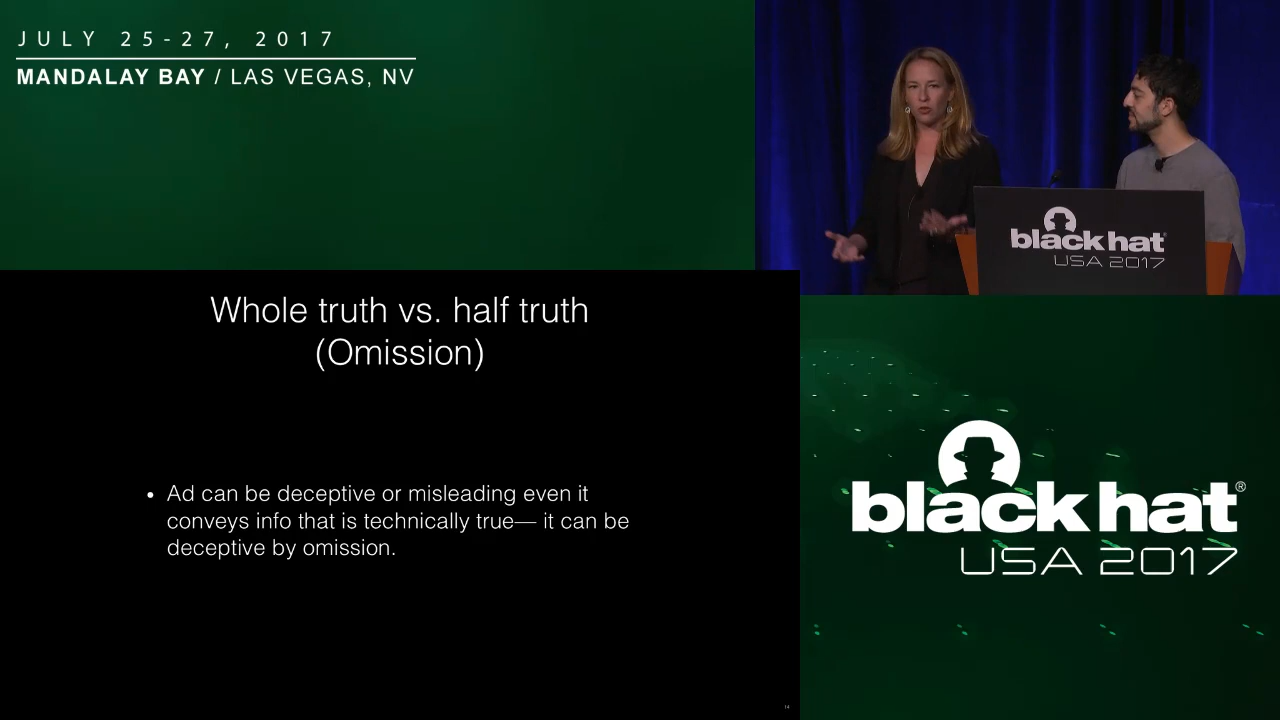 JULY 25-27, 2017
MANDALAY BAY / LAS VEGAS, NV
black hat
USA 2017
Whole truth vs. half truth
(Omission)
• Ad can be deceptive or misleading even it
conveys info that is technically true— it can be
deceptive by omission.
14
black hat®
USA 2017